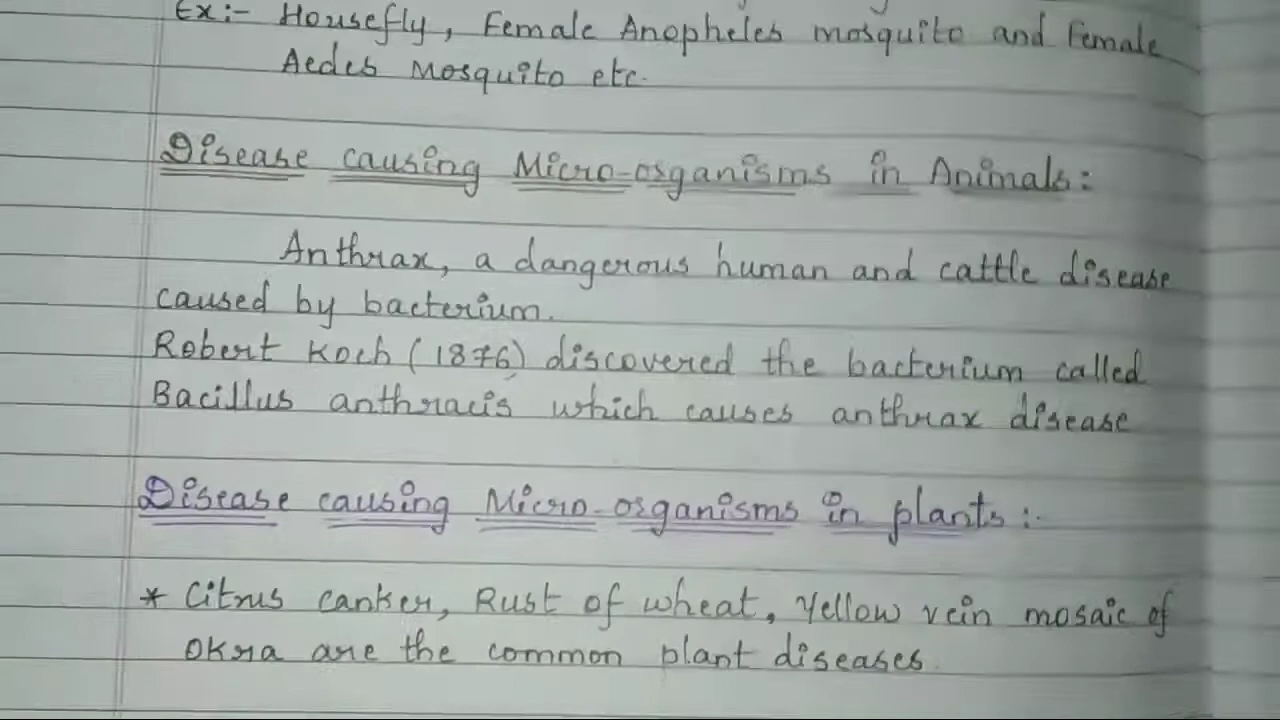 Ex:- Housefly, Female Anopheles mosquito and Female
Aedes Mosquito etc.
Disease causing Micro-organisms in Animals:
Anthrax, a dangerous human and cattle disease
caused by bacterium.
Robert Koch (1876) discovered the bacterium called
Bacillus anthracis which causes anthrax disease
Disease causing Micro-organisms in plants:-
* Citrus canker, Rust of wheat, Yellow vein mosaic of
Okra are the common plant diseases.